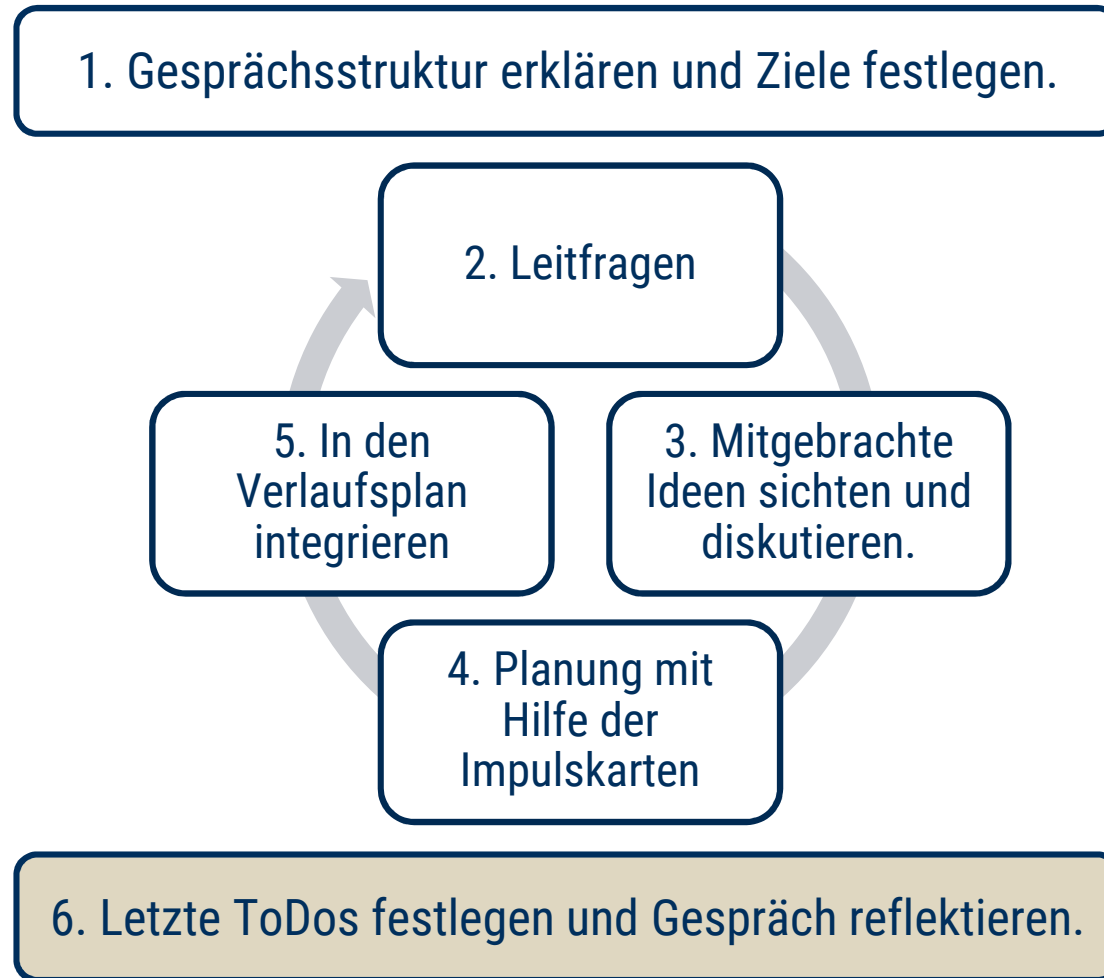 1. Gesprächsstruktur erklären und Ziele festlegen.
2. Leitfragen
3. Mitgebrachte
Ideen sichten und
diskutieren.
4. Planung mit
Hilfe der
Impulskarten
5. In den
Verlaufsplan
integrieren
6. Letzte ToDos festlegen und Gespräch reflektieren.